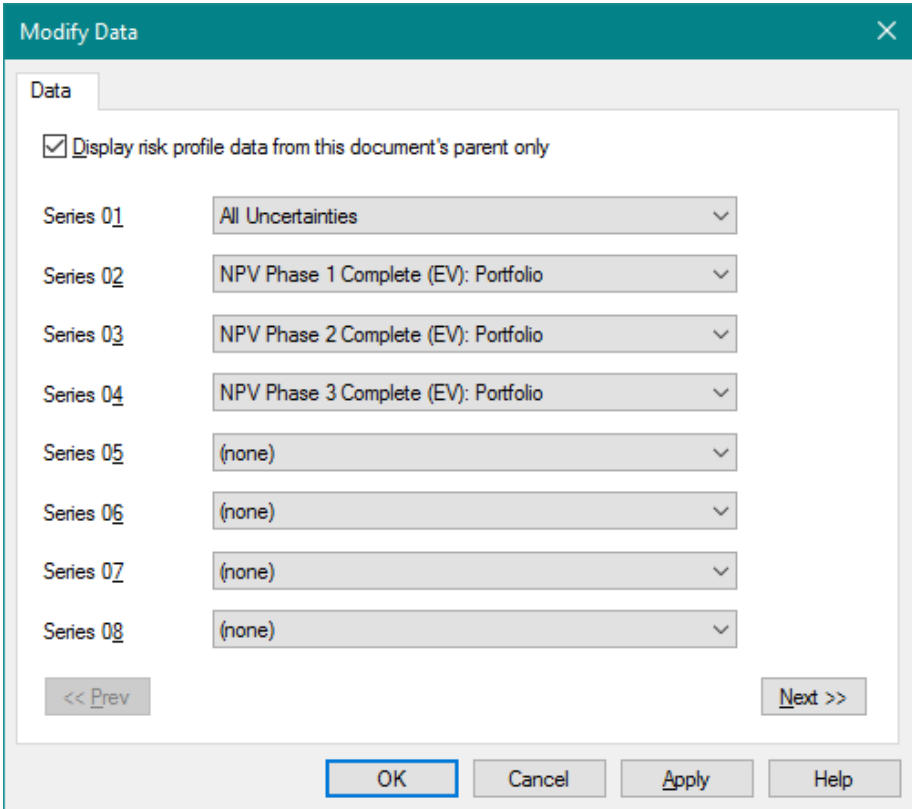 Modify Data
Data
Display risk profile data from this document's parent only
Series 01 All Uncertainties
Series 02 NPV Phase 1 Complete (EV): Portfolio
Series 03 NPV Phase 2 Complete (EV): Portfolio
Series 04 NPV Phase 3 Complete (EV): Portfolio
Series 05 (none)
Series 06 (none)
Series 07 (none)
Series 08 (none)
<< Prev Next >>
OK Cancel Apply Help